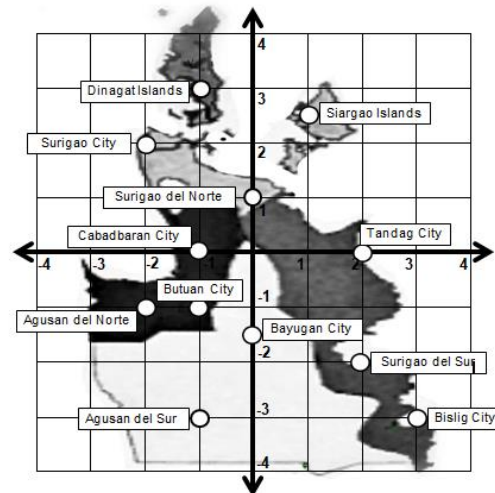 4
Dinagat Islands
3
Siargao Islands
Surigao City
2
Surigao del Norte
1
Cabadbaran City
Tandag City
-4 -3 -2 -1 1 2 3 4
Butuan City
-1
Agusan del Norte
Bayugan City
-2
Surigao del Sur
Agusan del Sur
-3
Bislig City
-4